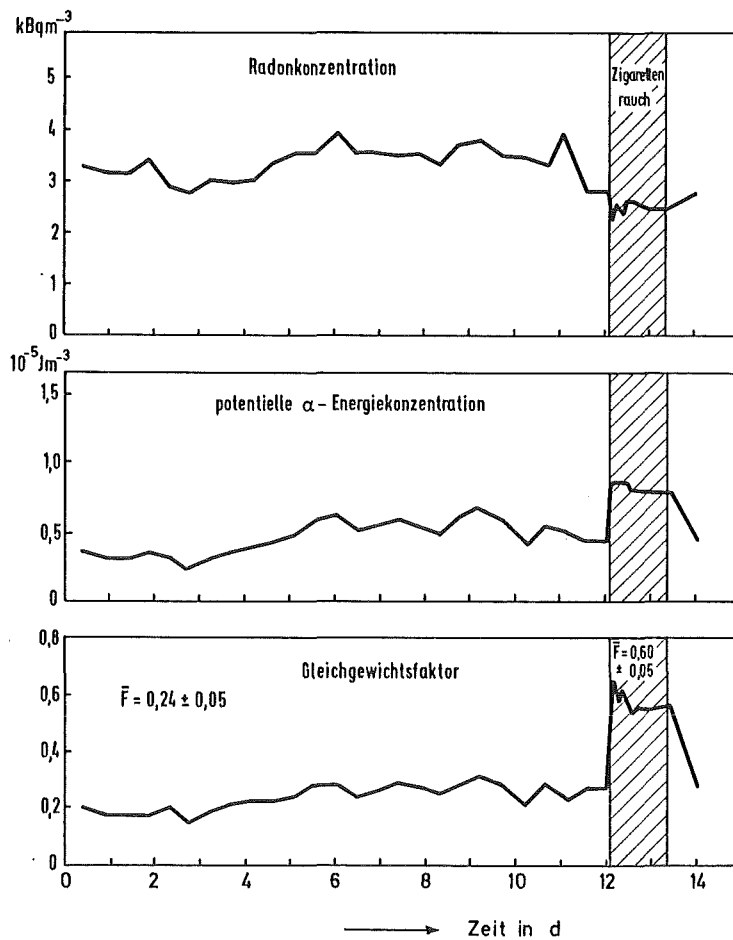 kBqm⁻³
Radonkonzentration
Zigaretten
rauch
5
4
3
2
1
0
10⁻⁵Jm⁻³
potentielle α - Energiekonzentration
1,5
1,0
0,5
0
0,8
Gleichgewichtsfaktor
F̅ = 0,60
± 0,05
F̅ = 0,24 ± 0,05
0,6
0,4
0,2
0
0 2 4 6 8 10 12 14
Zeit in d